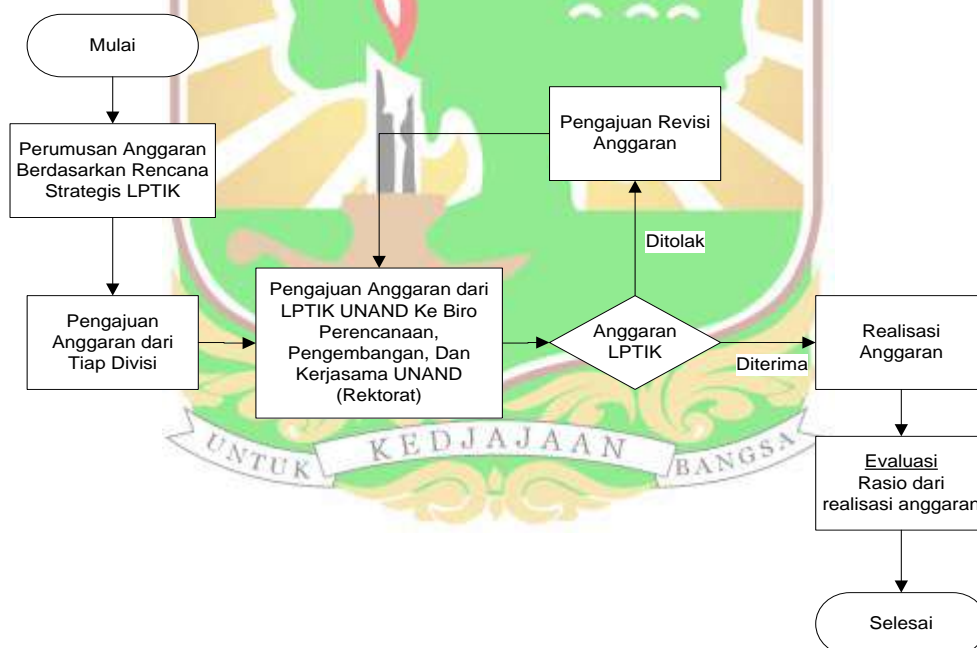 Mulai
Perumusan Anggaran
Berdasarkan Rencana
Strategis LPTIK
Pengajuan
Anggaran dari
Tiap Divisi
Pengajuan Anggaran dari
LPTIK UNAND Ke Biro
Perencanaan,
Pengembangan, Dan
Kerjasama UNAND
(Rektorat)
Anggaran
LPTIK
Ditolak
Pengajuan Revisi
Anggaran
Diterima
Realisasi
Anggaran
Evaluasi
Rasio dari
realisasi anggaran
Selesai
UNTUK KEDJAJAAN BANGSA